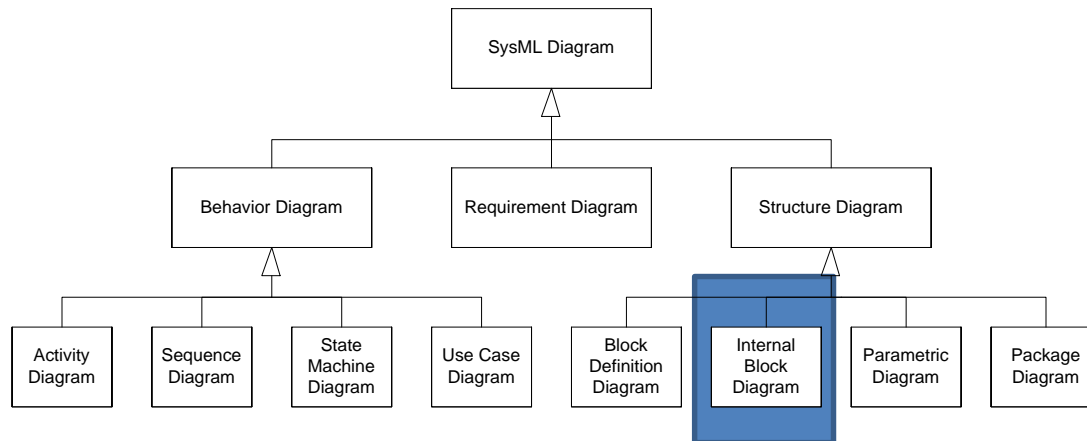 SysML Diagram
Behavior Diagram
Requirement Diagram
Structure Diagram
Activity
Diagram
Sequence
Diagram
State
Machine
Diagram
Use Case
Diagram
Block
Definition
Diagram
Internal
Block
Diagram
Parametric
Diagram
Package
Diagram